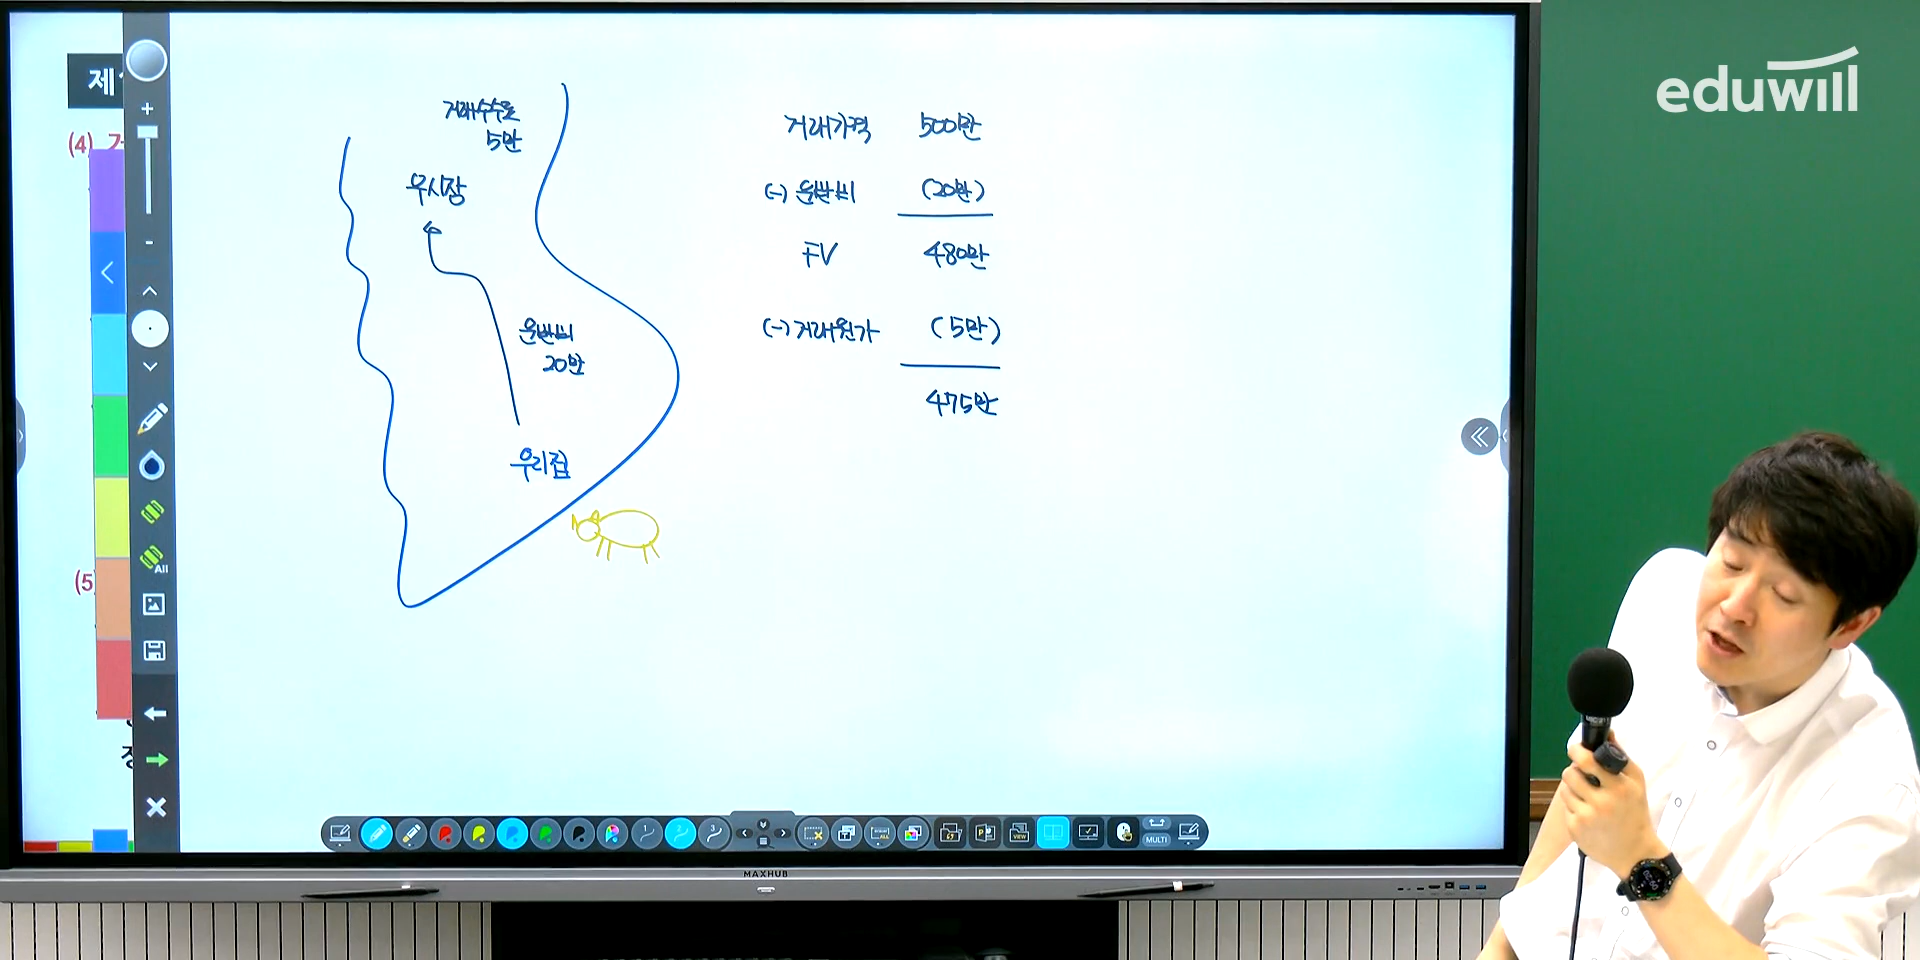 eduwill
제
(4)
(5)
거래수수료
5만
우시장
운반비
20만
우리집
거래가격 500만
(-) 운반비 (20만)
FV 480만
(-) 거래원가 (5만)
475만
All
MULTI
MAXHUB